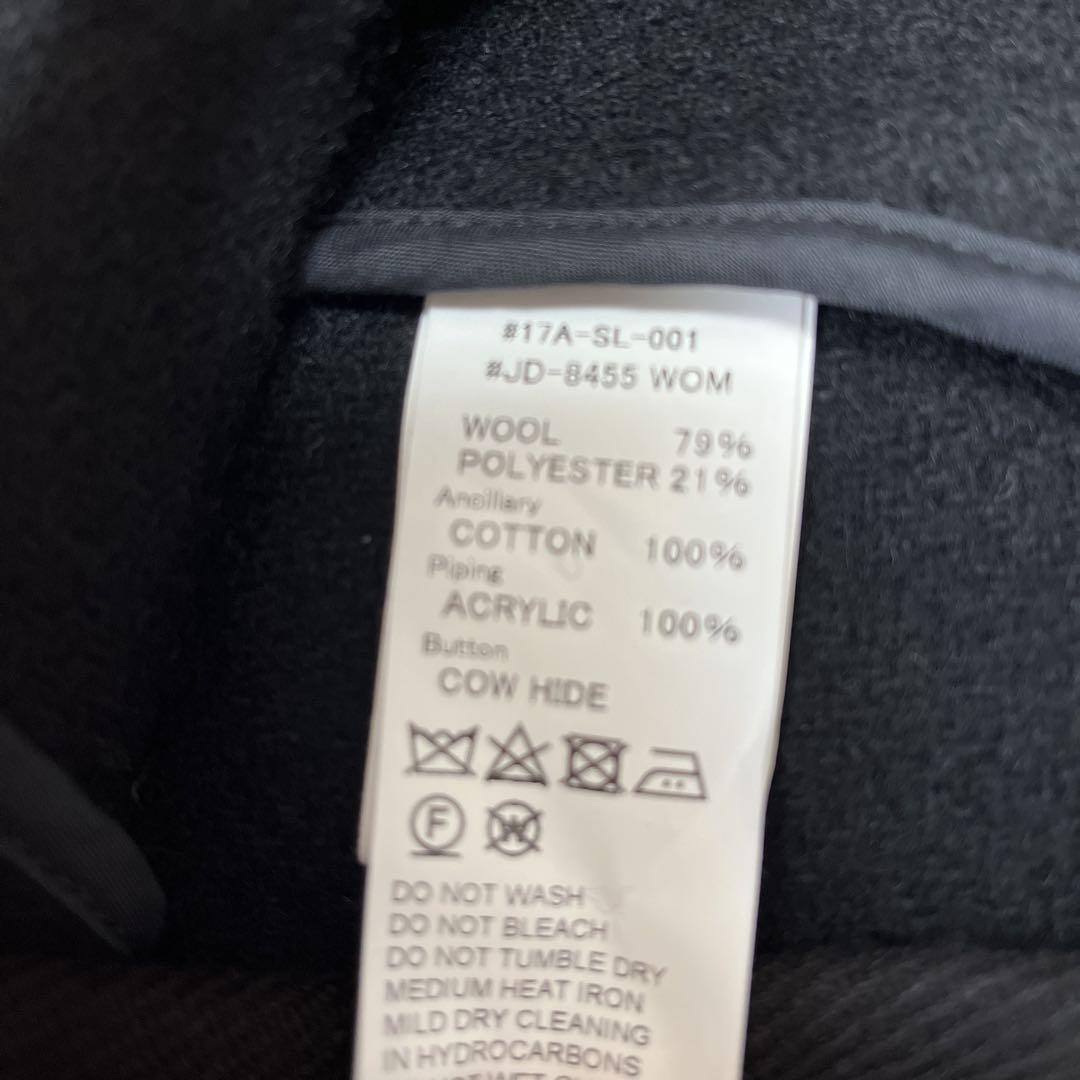 #17A-SL-001
#JD-8455 WOM
WOOL 79%
POLYESTER 21%
Ancillary
COTTON 100%
Piping
ACRYLIC 100%
Button
COW HIDE
F W
DO NOT WASH
DO NOT BLEACH
DO NOT TUMBLE DRY
MEDIUM HEAT IRON
MILD DRY CLEANING
IN HYDROCARBONS